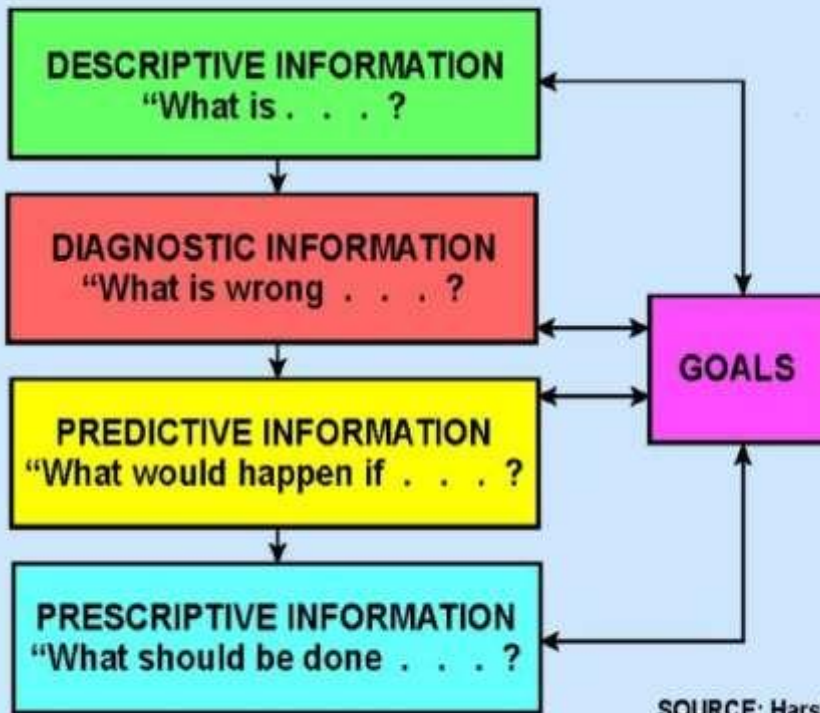 DESCRIPTIVE INFORMATION
“What is . . . ?
DIAGNOSTIC INFORMATION
“What is wrong . . . ?
GOALS
PREDICTIVE INFORMATION
“What would happen if . . . ?
PRESCRIPTIVE INFORMATION
“What should be done . . . ?
SOURCE: Hars